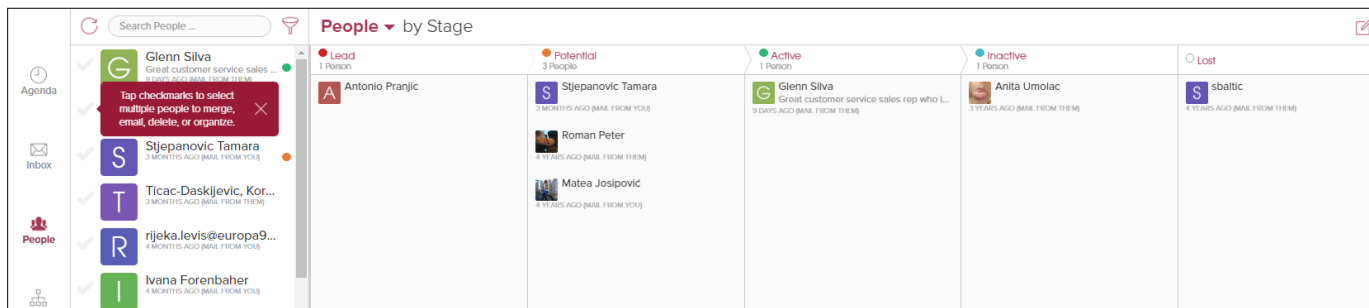 Search People ...
Agenda
Inbox
People
G
Glenn Silva
Great customer service sales ...
9 DAYS AGO (MAIL FROM THEM)
Tap checkmarks to select
multiple people to merge,
email, delete, or organize.
S
Stjepanovic Tamara
3 MONTHS AGO (MAIL FROM YOU)
T
Ticac-Daskijevic, Kor...
3 MONTHS AGO (MAIL FROM THEM)
R
rijeka.levis@europa9...
4 MONTHS AGO (MAIL FROM YOU)
I
Ivana Forenbaher
4 MONTHS AGO (MAIL FROM YOU)
People by Stage
Lead
1 Person
A
Antonio Pranjic
Potential
3 People
S
Stjepanovic Tamara
3 MONTHS AGO (MAIL FROM YOU)
Roman Peter
4 YEARS AGO (MAIL FROM THEM)
Matea Josipović
4 YEARS AGO (MAIL FROM YOU)
Active
1 Person
G
Glenn Silva
Great customer service sales rep who i...
9 DAYS AGO (MAIL FROM THEM)
Inactive
1 Person
Anita Umolac
3 YEARS AGO (MAIL FROM THEM)
Lost
S
sbaltic
4 YEARS AGO (MAIL FROM THEM)